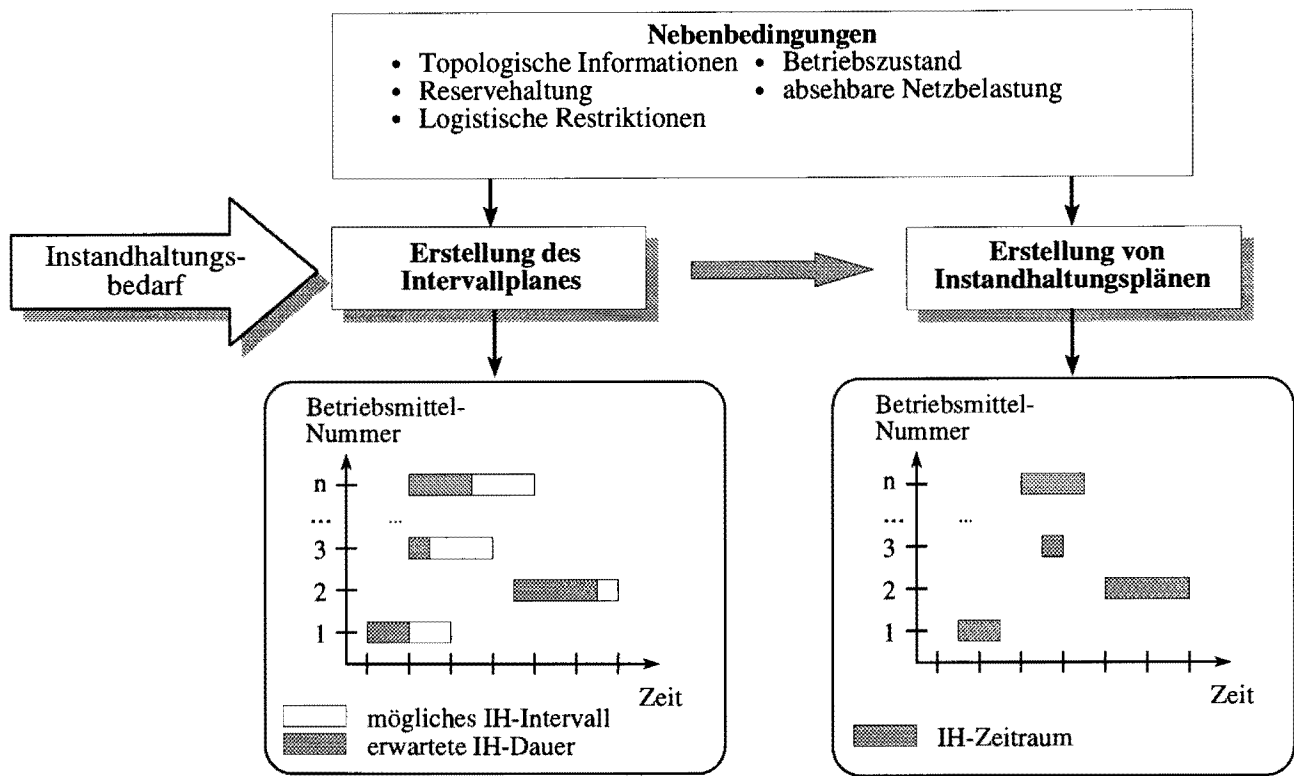 Nebenbedingungen
• Topologische Informationen • Betriebszustand
• Reservehaltung • absehbare Netzbelastung
• Logistische Restriktionen
Instandhaltungs-
bedarf
Erstellung des
Intervallplanes
Erstellung von
Instandhaltungsplänen
Betriebsmittel-
Nummer
n
... ...
3
2
1
Zeit
mögliches IH-Intervall
erwartete IH-Dauer
Betriebsmittel-
Nummer
n
... ...
3
2
1
Zeit
IH-Zeitraum